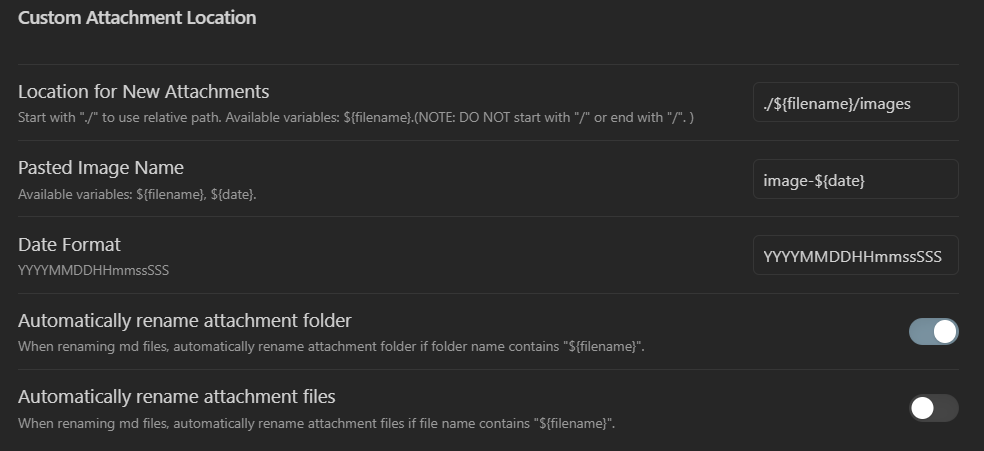 Custom Attachment Location
Location for New Attachments
Start with "./" to use relative path. Available variables: ${filename}.(NOTE: DO NOT start with "/" or end with "/". )
./${filename}/images
Pasted Image Name
Available variables: ${filename}, ${date}.
image-${date}
Date Format
YYYYMMDDHHmmssSSS
YYYYMMDDHHmmssSSS
Automatically rename attachment folder
When renaming md files, automatically rename attachment folder if folder name contains "${filename}".
Automatically rename attachment files
When renaming md files, automatically rename attachment files if file name contains "${filename}".